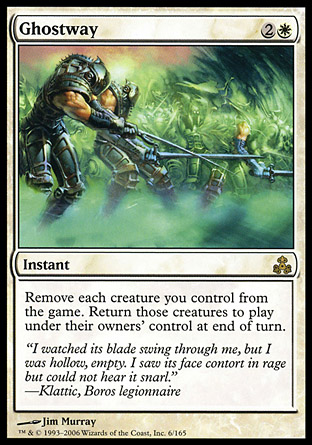 Ghostway 2
Instant
Remove each creature you control from
the game. Return those creatures to play
under their owners' control at end of turn.
“I watched its blade swing through me, but I
was hollow, empty. I saw its face contort in rage
but could not hear it snarl.”
—Klattic, Boros legionnaire
Jim Murray
™ & © 1993–2006 Wizards of the Coast, Inc. 6/165